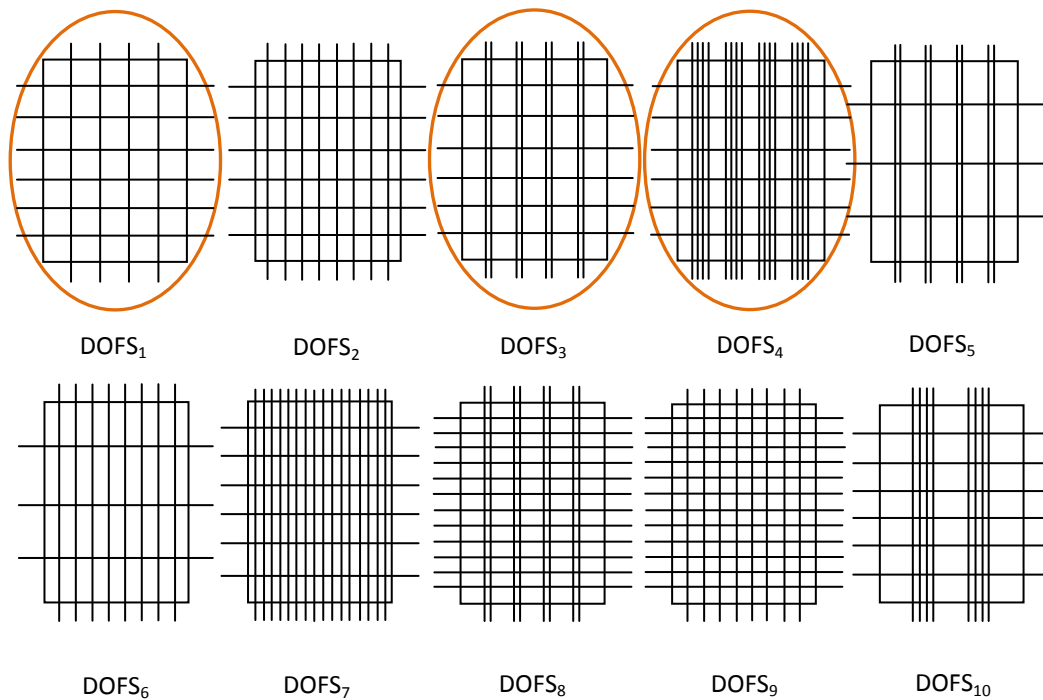 DOFS₁ DOFS₂ DOFS₃ DOFS₄ DOFS₅
DOFS₆ DOFS₇ DOFS₈ DOFS₉ DOFS₁₀